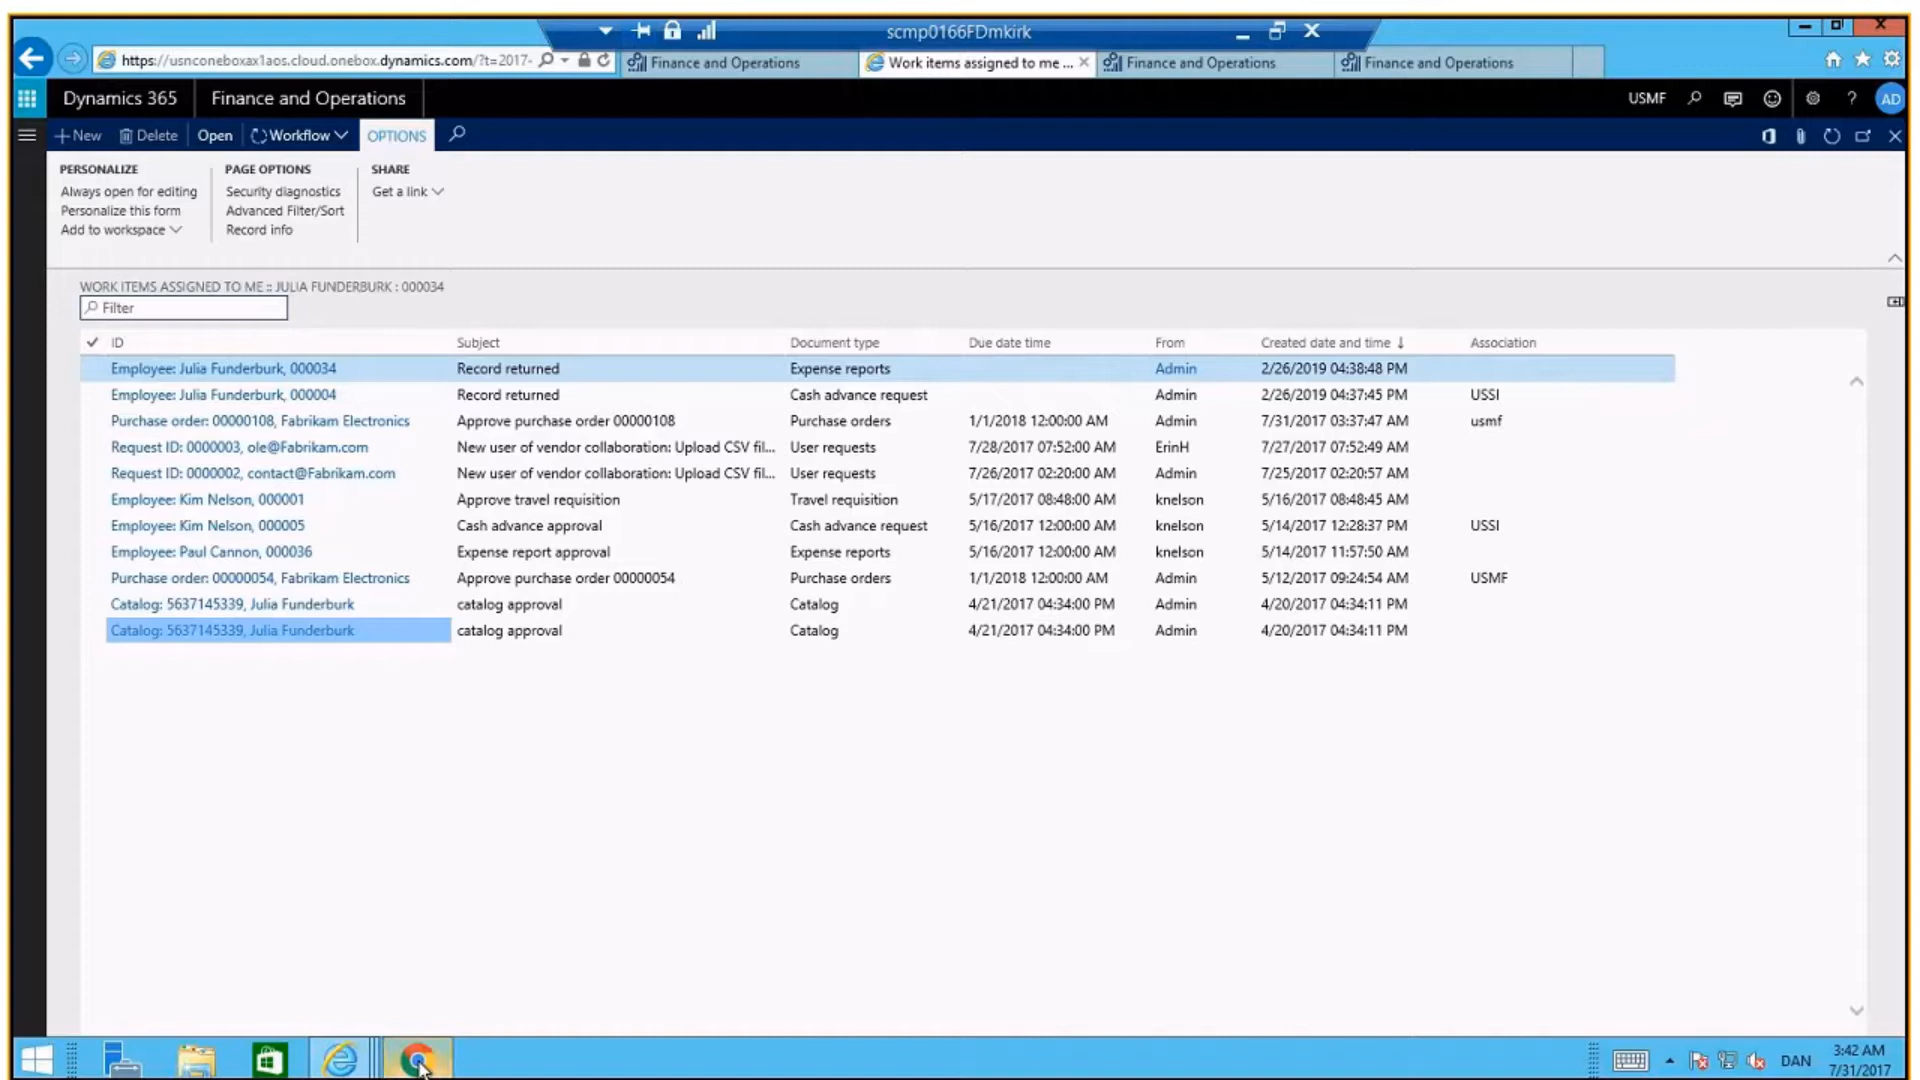 scmp0166FDmkirk
https://usnconeboxax1aos.cloud.onebox.dynamics.com/?t=2017-
Finance and Operations
Work items assigned to me ...
Finance and Operations
Finance and Operations
Dynamics 365
Finance and Operations
USMF
?
AD
New
Delete
Open
Workflow
OPTIONS
PERSONALIZE
Always open for editing
Personalize this form
Add to workspace
PAGE OPTIONS
Security diagnostics
Advanced Filter/Sort
Record info
SHARE
Get a link
WORK ITEMS ASSIGNED TO ME :: JULIA FUNDERBURK : 000034
Filter
ID Subject Document type Due date time From Created date and time Association
Employee: Julia Funderburk, 000034 Record returned Expense reports Admin 2/26/2019 04:38:48 PM
Employee: Julia Funderburk, 000004 Record returned Cash advance request Admin 2/26/2019 04:37:45 PM USSI
Purchase order: 00000108, Fabrikam Electronics Approve purchase order 00000108 Purchase orders 1/1/2018 12:00:00 AM Admin 7/31/2017 03:37:47 AM usmf
Request ID: 0000003, ole@Fabrikam.com New user of vendor collaboration: Upload CSV fil... User requests 7/28/2017 07:52:00 AM ErinH 7/27/2017 07:52:49 AM
Request ID: 0000002, contact@Fabrikam.com New user of vendor collaboration: Upload CSV fil... User requests 7/26/2017 02:20:00 AM Admin 7/25/2017 02:20:57 AM
Employee: Kim Nelson, 000001 Approve travel requisition Travel requisition 5/17/2017 08:48:00 AM knelson 5/16/2017 08:48:45 AM
Employee: Kim Nelson, 000005 Cash advance approval Cash advance request 5/16/2017 12:00:00 AM knelson 5/14/2017 12:28:37 PM USSI
Employee: Paul Cannon, 000036 Expense report approval Expense reports 5/16/2017 12:00:00 AM knelson 5/14/2017 11:57:50 AM
Purchase order: 00000054, Fabrikam Electronics Approve purchase order 00000054 Purchase orders 1/1/2018 12:00:00 AM Admin 5/12/2017 09:24:54 AM USMF
Catalog: 5637145339, Julia Funderburk catalog approval Catalog 4/21/2017 04:34:00 PM Admin 4/20/2017 04:34:11 PM
Catalog: 5637145339, Julia Funderburk catalog approval Catalog 4/21/2017 04:34:00 PM Admin 4/20/2017 04:34:11 PM
DAN
3:42 AM
7/31/2017